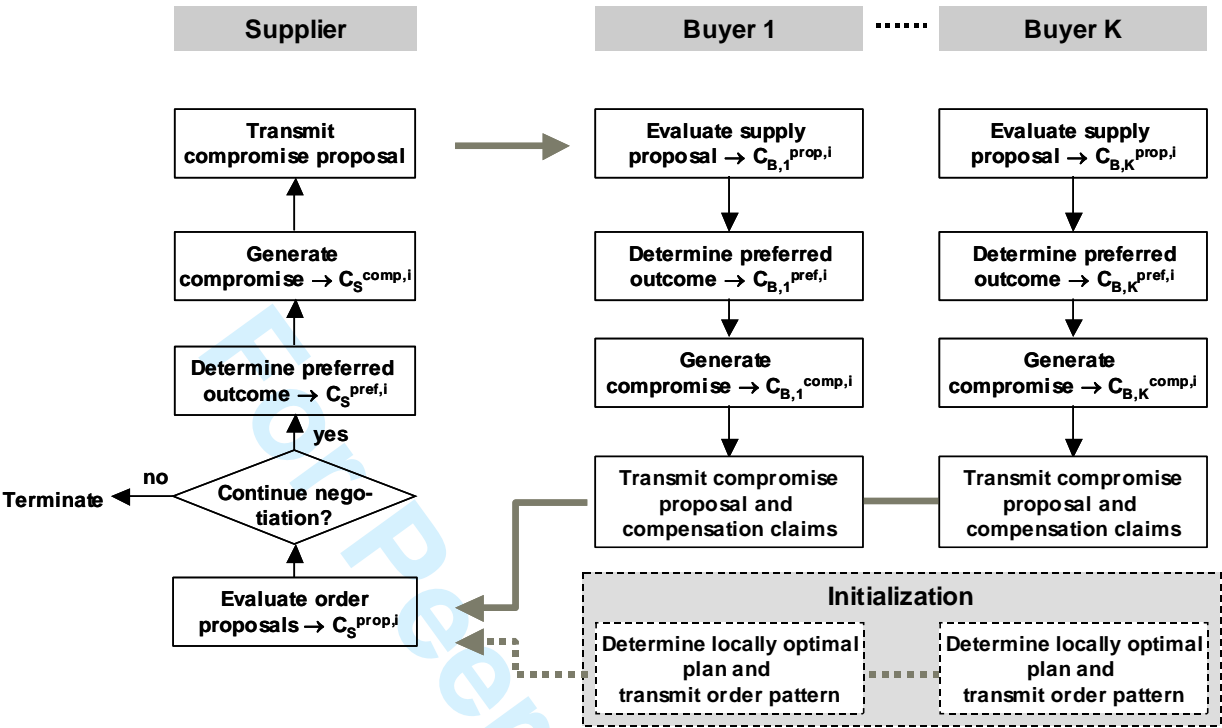 Supplier
Buyer 1
Buyer K
Transmit
compromise proposal
Generate
compromise → C_S^comp,i
Determine preferred
outcome → C_S^pref,i
yes
no
Terminate
Continue nego-
tiation?
Evaluate order
proposals → C_S^prop,i
Evaluate supply
proposal → C_B,1^prop,i
Determine preferred
outcome → C_B,1^pref,i
Generate
compromise → C_B,1^comp,i
Transmit compromise
proposal and
compensation claims
Evaluate supply
proposal → C_B,K^prop,i
Determine preferred
outcome → C_B,K^pref,i
Generate
compromise → C_B,K^comp,i
Transmit compromise
proposal and
compensation claims
Initialization
Determine locally optimal
plan and
transmit order pattern
Determine locally optimal
plan and
transmit order pattern
For Peer